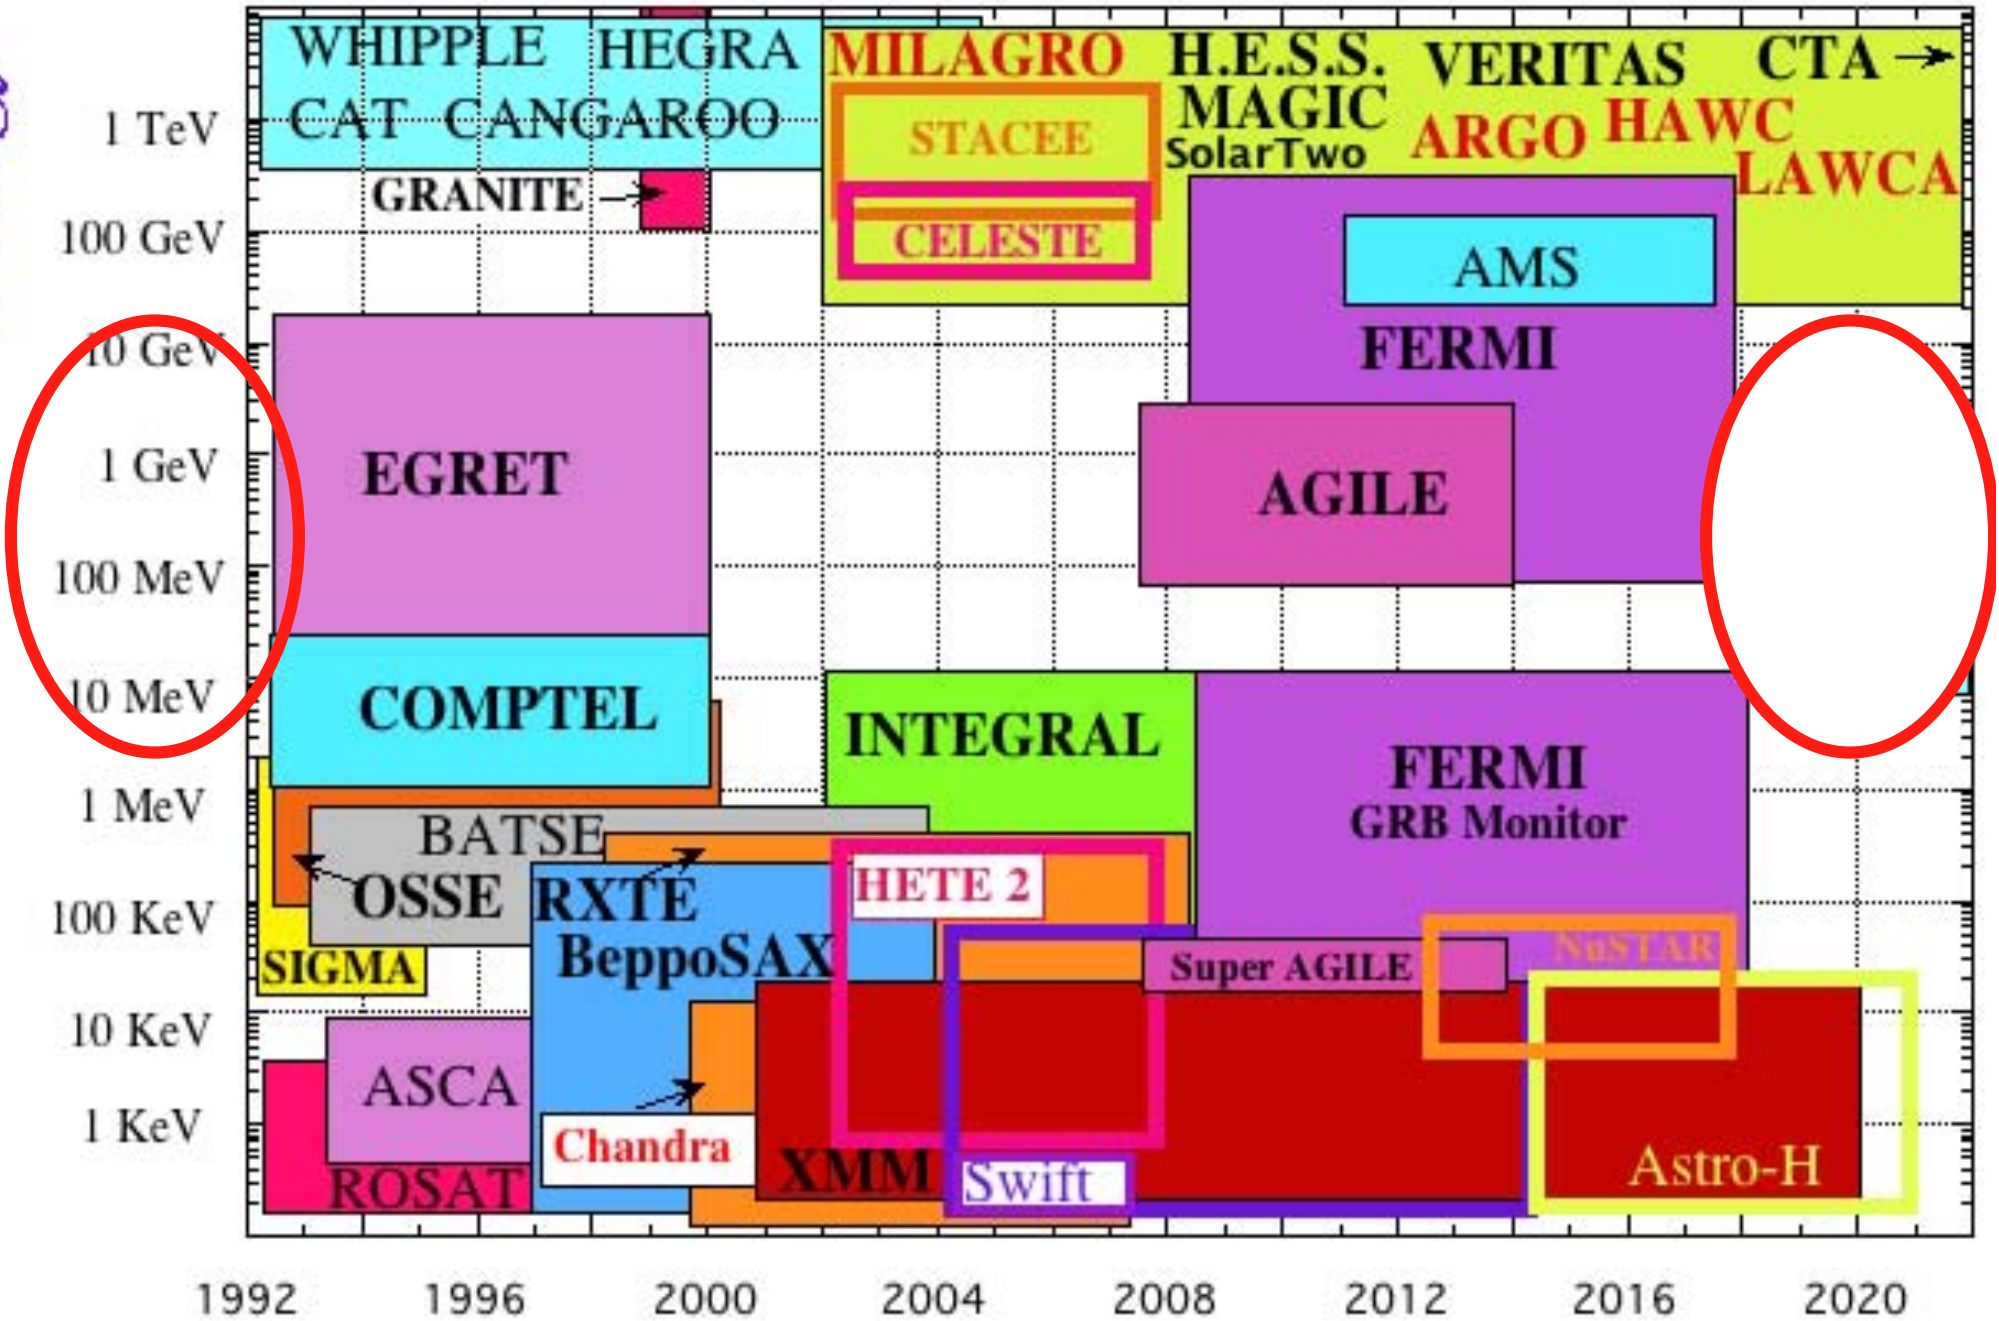 WHIPPLE HEGRA
CAT CANGAROO
MILAGRO
H.E.S.S.
MAGIC
SolarTwo
VERITAS
CTA
ARGO
HAWC
LAWCA
STACEE
CELESTE
GRANITE
AMS
FERMI
EGRET
AGILE
COMPTEL
INTEGRAL
FERMI
GRB Monitor
BATSE
OSSE
RXTE
HETE 2
BeppoSAX
SIGMA
Super AGILE
NuSTAR
ASCA
Chandra
ROSAT
XMM
Swift
Astro-H
1 TeV
100 GeV
10 GeV
1 GeV
100 MeV
10 MeV
1 MeV
100 KeV
10 KeV
1 KeV
1992 1996 2000 2004 2008 2012 2016 2020